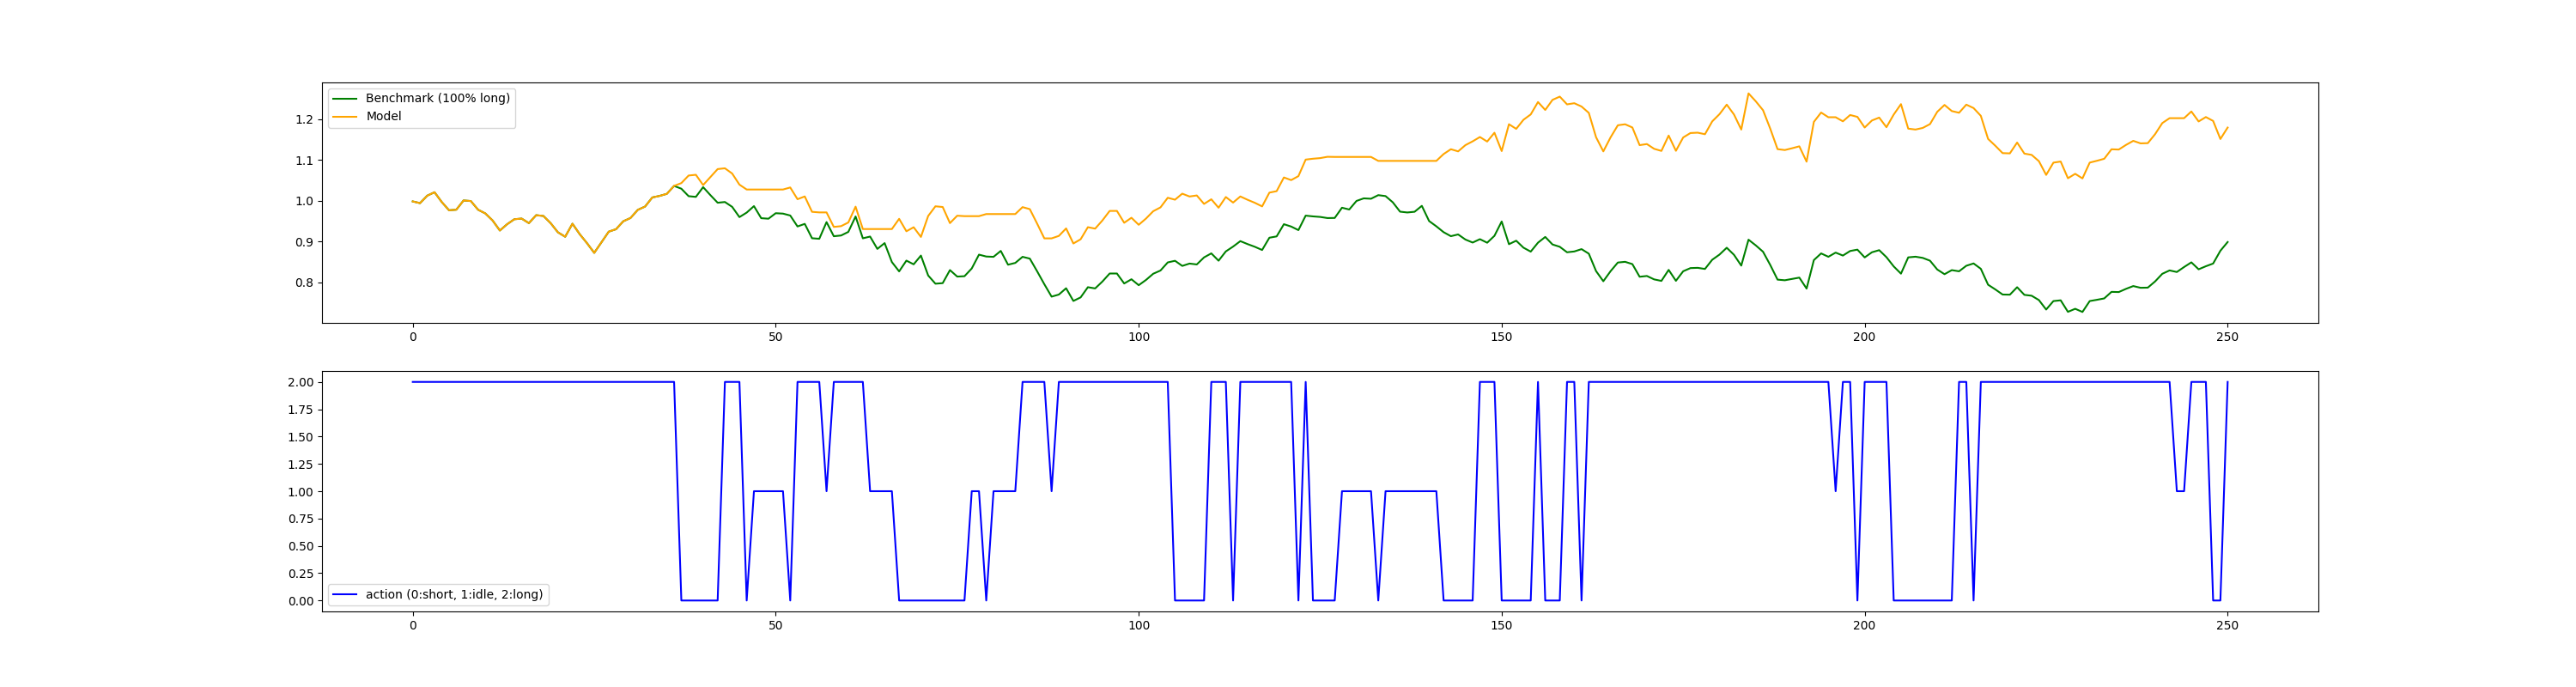 Benchmark (100% long)
Model
1.2
1.1
1.0
0.9
0.8
0 50 100 150 200 250
2.00
1.75
1.50
1.25
1.00
0.75
0.50
0.25
0.00
action (0:short, 1:idle, 2:long)
0 50 100 150 200 250